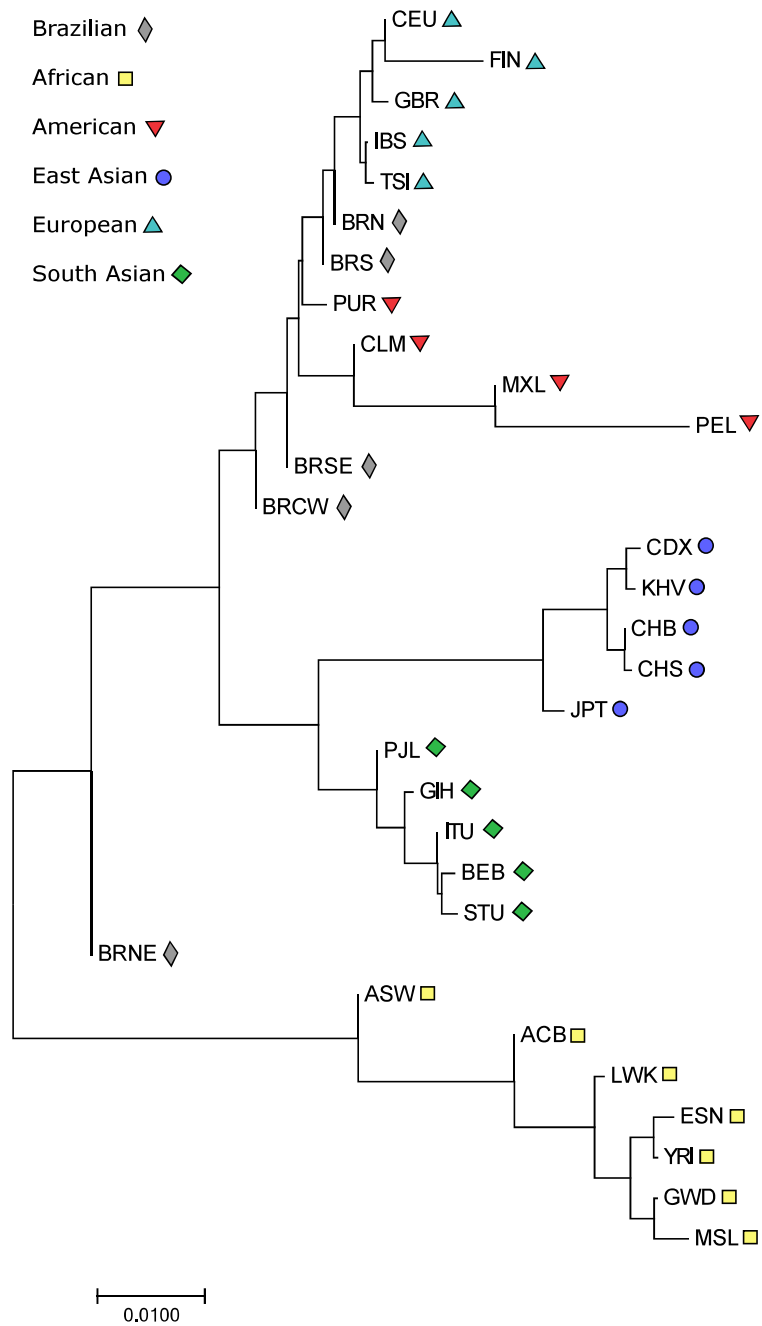 Brazilian
African
American
East Asian
European
South Asian
CEU
FIN
GBR
IBS
TSI
BRN
BRS
PUR
CLM
MXL
PEL
BRSE
BRCW
CDX
KHV
CHB
CHS
JPT
PJL
GIH
ITU
BEB
STU
BRNE
ASW
ACB
LWK
ESN
YRI
GWD
MSL
0.0100